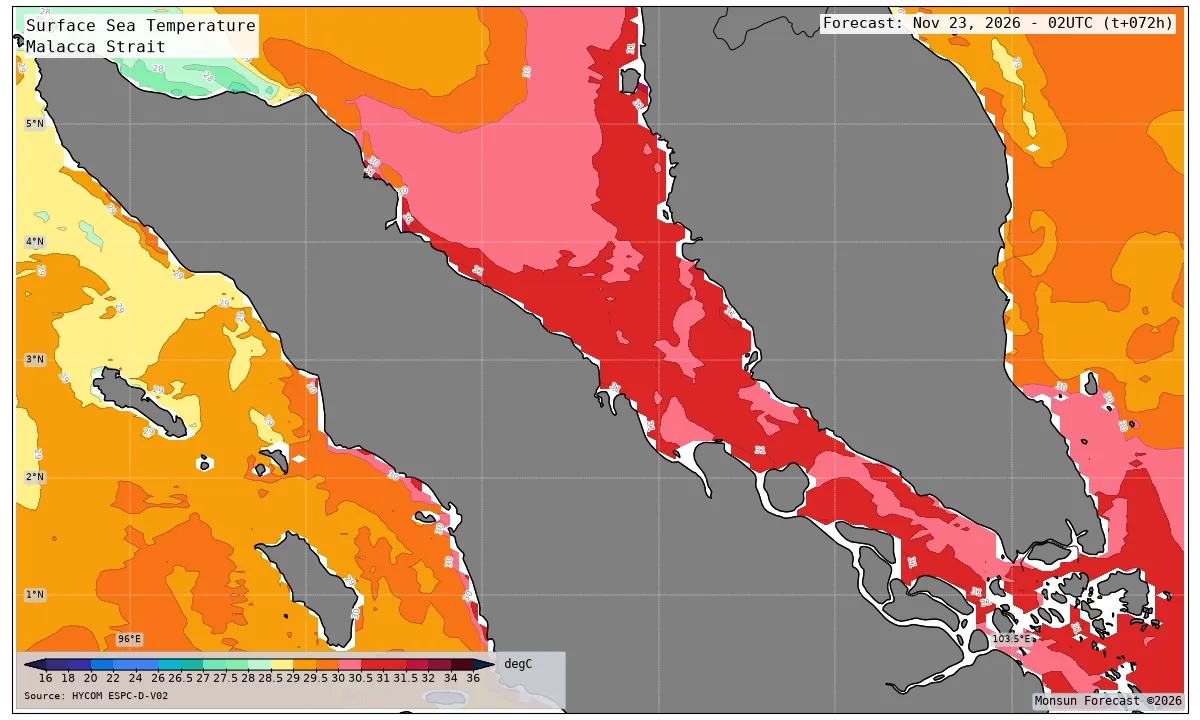 Surface Sea Temperature
Malacca Strait
Forecast: Nov 23, 2026 - 02UTC (t+072h)
5°N
4°N
3°N
2°N
1°N
96°E
103.5°E
degC
16 18 20 22 24 26 26.5 27 27.5 28 28.5 29 29.5 30 30.5 31 31.5 32 34 36
Source: HYCOM ESPC-D-V02
Monsun Forecast ©2026